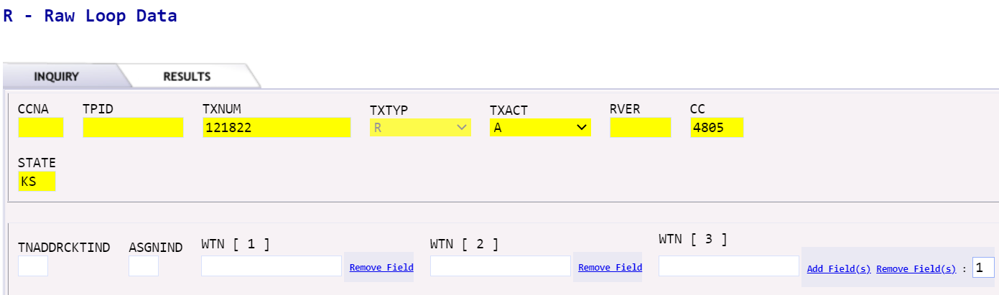 R - Raw Loop Data
INQUIRY RESULTS
CCNA TPID TXNUM TXTYP TXACT RVER CC
121822 R A 4805
STATE
KS
TNADDRCKTIND ASGNIND WTN [ 1 ] WTN [ 2 ] WTN [ 3 ]
Remove Field Remove Field Add Field(s) Remove Field(s) : 1